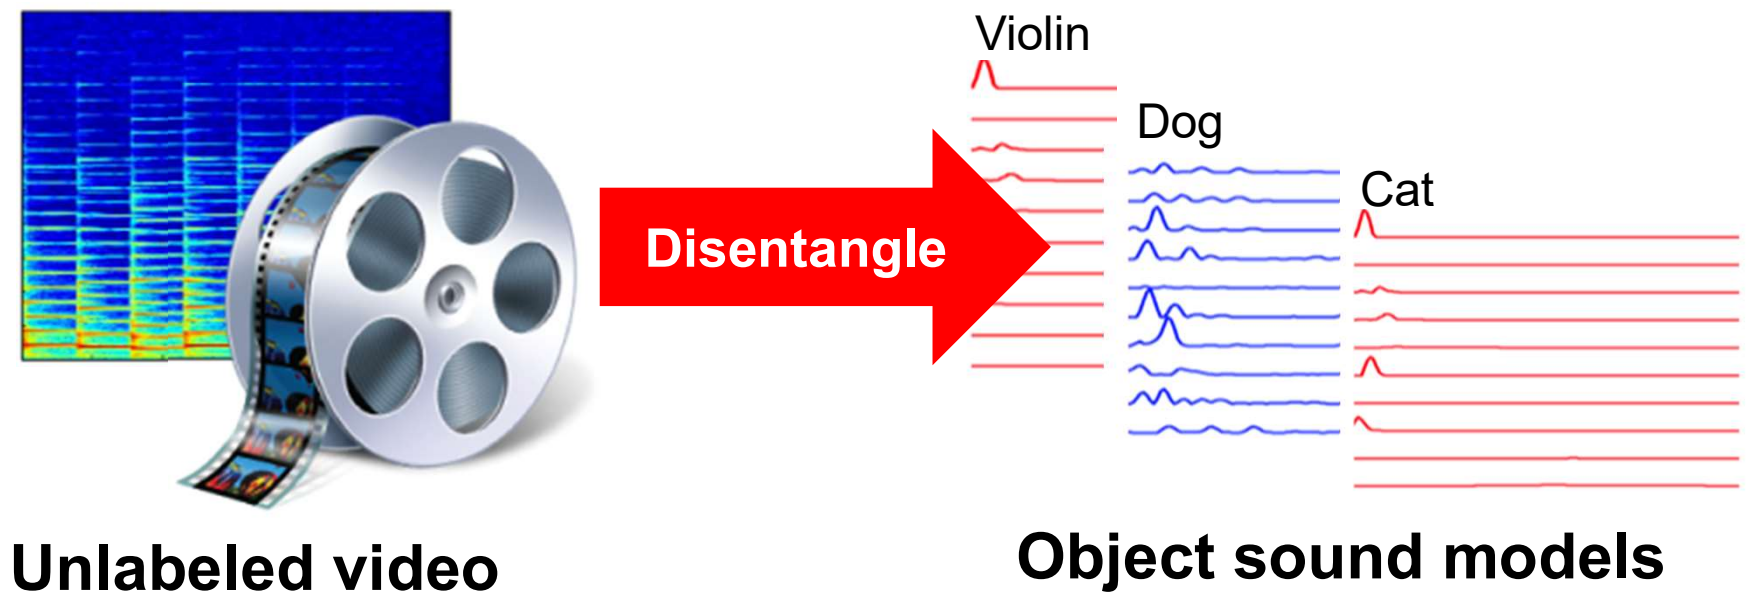 Violin
Dog
Cat
Disentangle
Unlabeled video
Object sound models